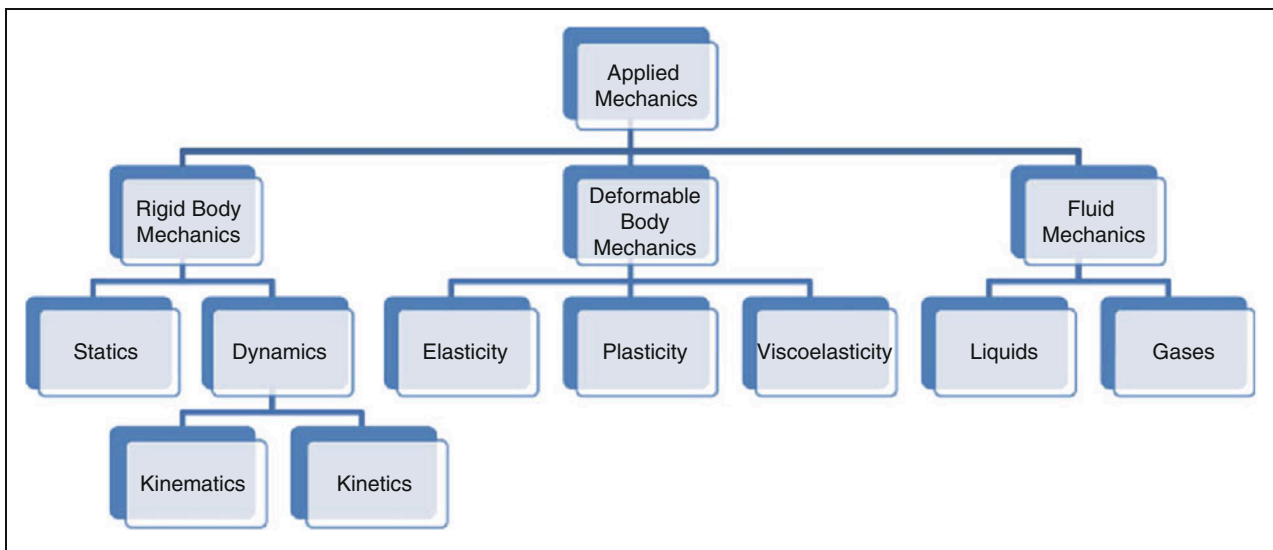 Applied
Mechanics
Rigid Body
Mechanics
Deformable
Body
Mechanics
Fluid
Mechanics
Statics
Dynamics
Elasticity
Plasticity
Viscoelasticity
Liquids
Gases
Kinematics
Kinetics